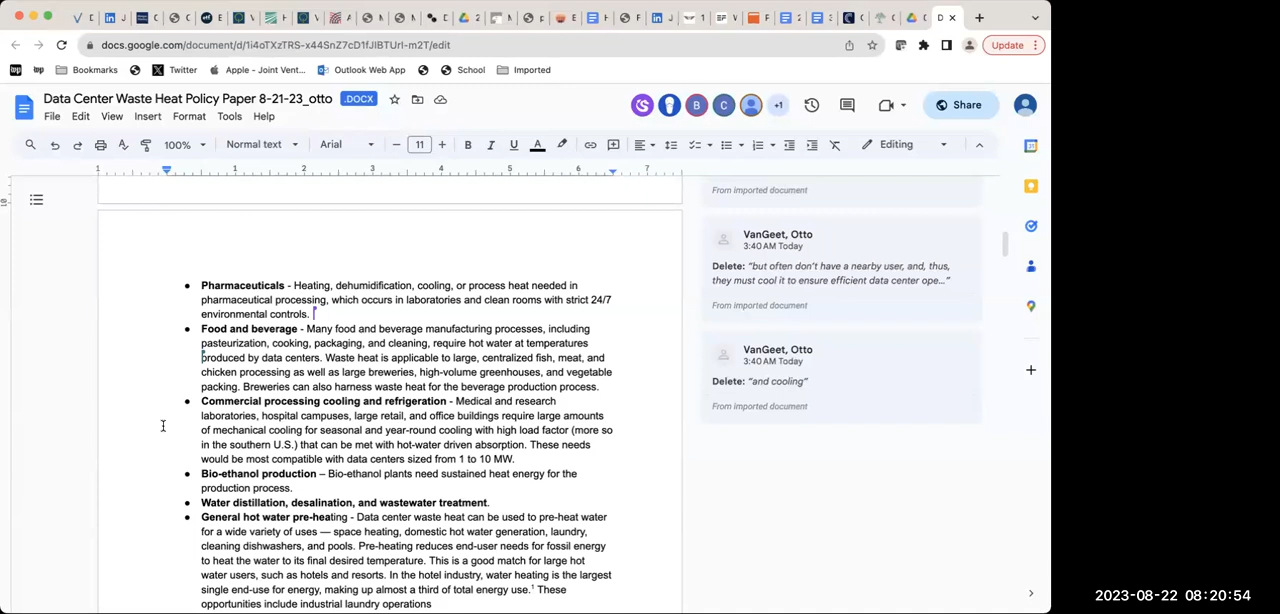 docs.google.com/document/d/1i4oTXzTRS-x44SnZ7cD1fJIBTUrI-m2T/edit
Update
Bookmarks
Twitter
Apple - Joint Vent...
Outlook Web App
School
Imported
Data Center Waste Heat Policy Paper 8-21-23_otto
.DOCX
File Edit View Insert Format Tools Help
B
C
+1
Share
100%
Normal text
Arial
11
Editing
1 1 2 3 4 5 6 7
From imported document
VanGeet, Otto
3:40 AM Today
Delete: “but often don’t have a nearby user, and, thus,
they must cool it to ensure efficient data center ope...”
From imported document
VanGeet, Otto
3:40 AM Today
Delete: “and cooling”
From imported document
• Pharmaceuticals - Heating, dehumidification, cooling, or process heat needed in
pharmaceutical processing, which occurs in laboratories and clean rooms with strict 24/7
environmental controls.
• Food and beverage - Many food and beverage manufacturing processes, including
pasteurization, cooking, packaging, and cleaning, require hot water at temperatures
produced by data centers. Waste heat is applicable to large, centralized fish, meat, and
chicken processing as well as large breweries, high-volume greenhouses, and vegetable
packing. Breweries can also harness waste heat for the beverage production process.
• Commercial processing cooling and refrigeration - Medical and research
laboratories, hospital campuses, large retail, and office buildings require large amounts
of mechanical cooling for seasonal and year-round cooling with high load factor (more so
in the southern U.S.) that can be met with hot-water driven absorption. These needs
would be most compatible with data centers sized from 1 to 10 MW.
• Bio-ethanol production – Bio-ethanol plants need sustained heat energy for the
production process.
• Water distillation, desalination, and wastewater treatment.
• General hot water pre-heating - Data center waste heat can be used to pre-heat water
for a wide variety of uses — space heating, domestic hot water generation, laundry,
cleaning dishwashers, and pools. Pre-heating reduces end-user needs for fossil energy
to heat the water to its final desired temperature. This is a good match for large hot
water users, such as hotels and resorts. In the hotel industry, water heating is the largest
single end-use for energy, making up almost a third of total energy use.¹ These
opportunities include industrial laundry operations
2023-08-22 08:20:54